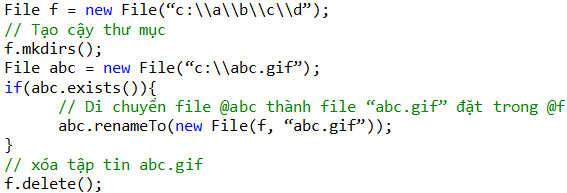 File f = new File(“c:\\a\\b\\c\\d”);
// Tạo cậy thư mục
f.mkdirs();
File abc = new File(“c:\\abc.gif”);
if(abc.exists()){
// Di chuyển file @abc thành file “abc.gif” đặt trong @f
abc.renameTo(new File(f, “abc.gif”));
}
// xóa tập tin abc.gif
f.delete();